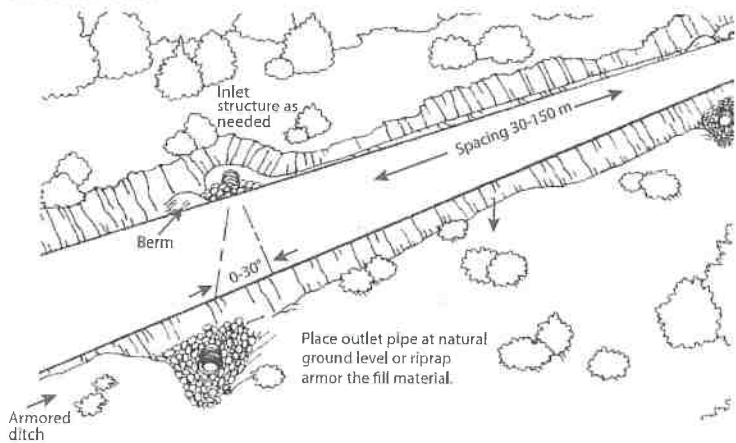 Inlet
structure as
needed
Spacing 30-150 m
Berm
0-30°
Place outlet pipe at natural
ground level or riprap
armor the fill material.
Armored
ditch